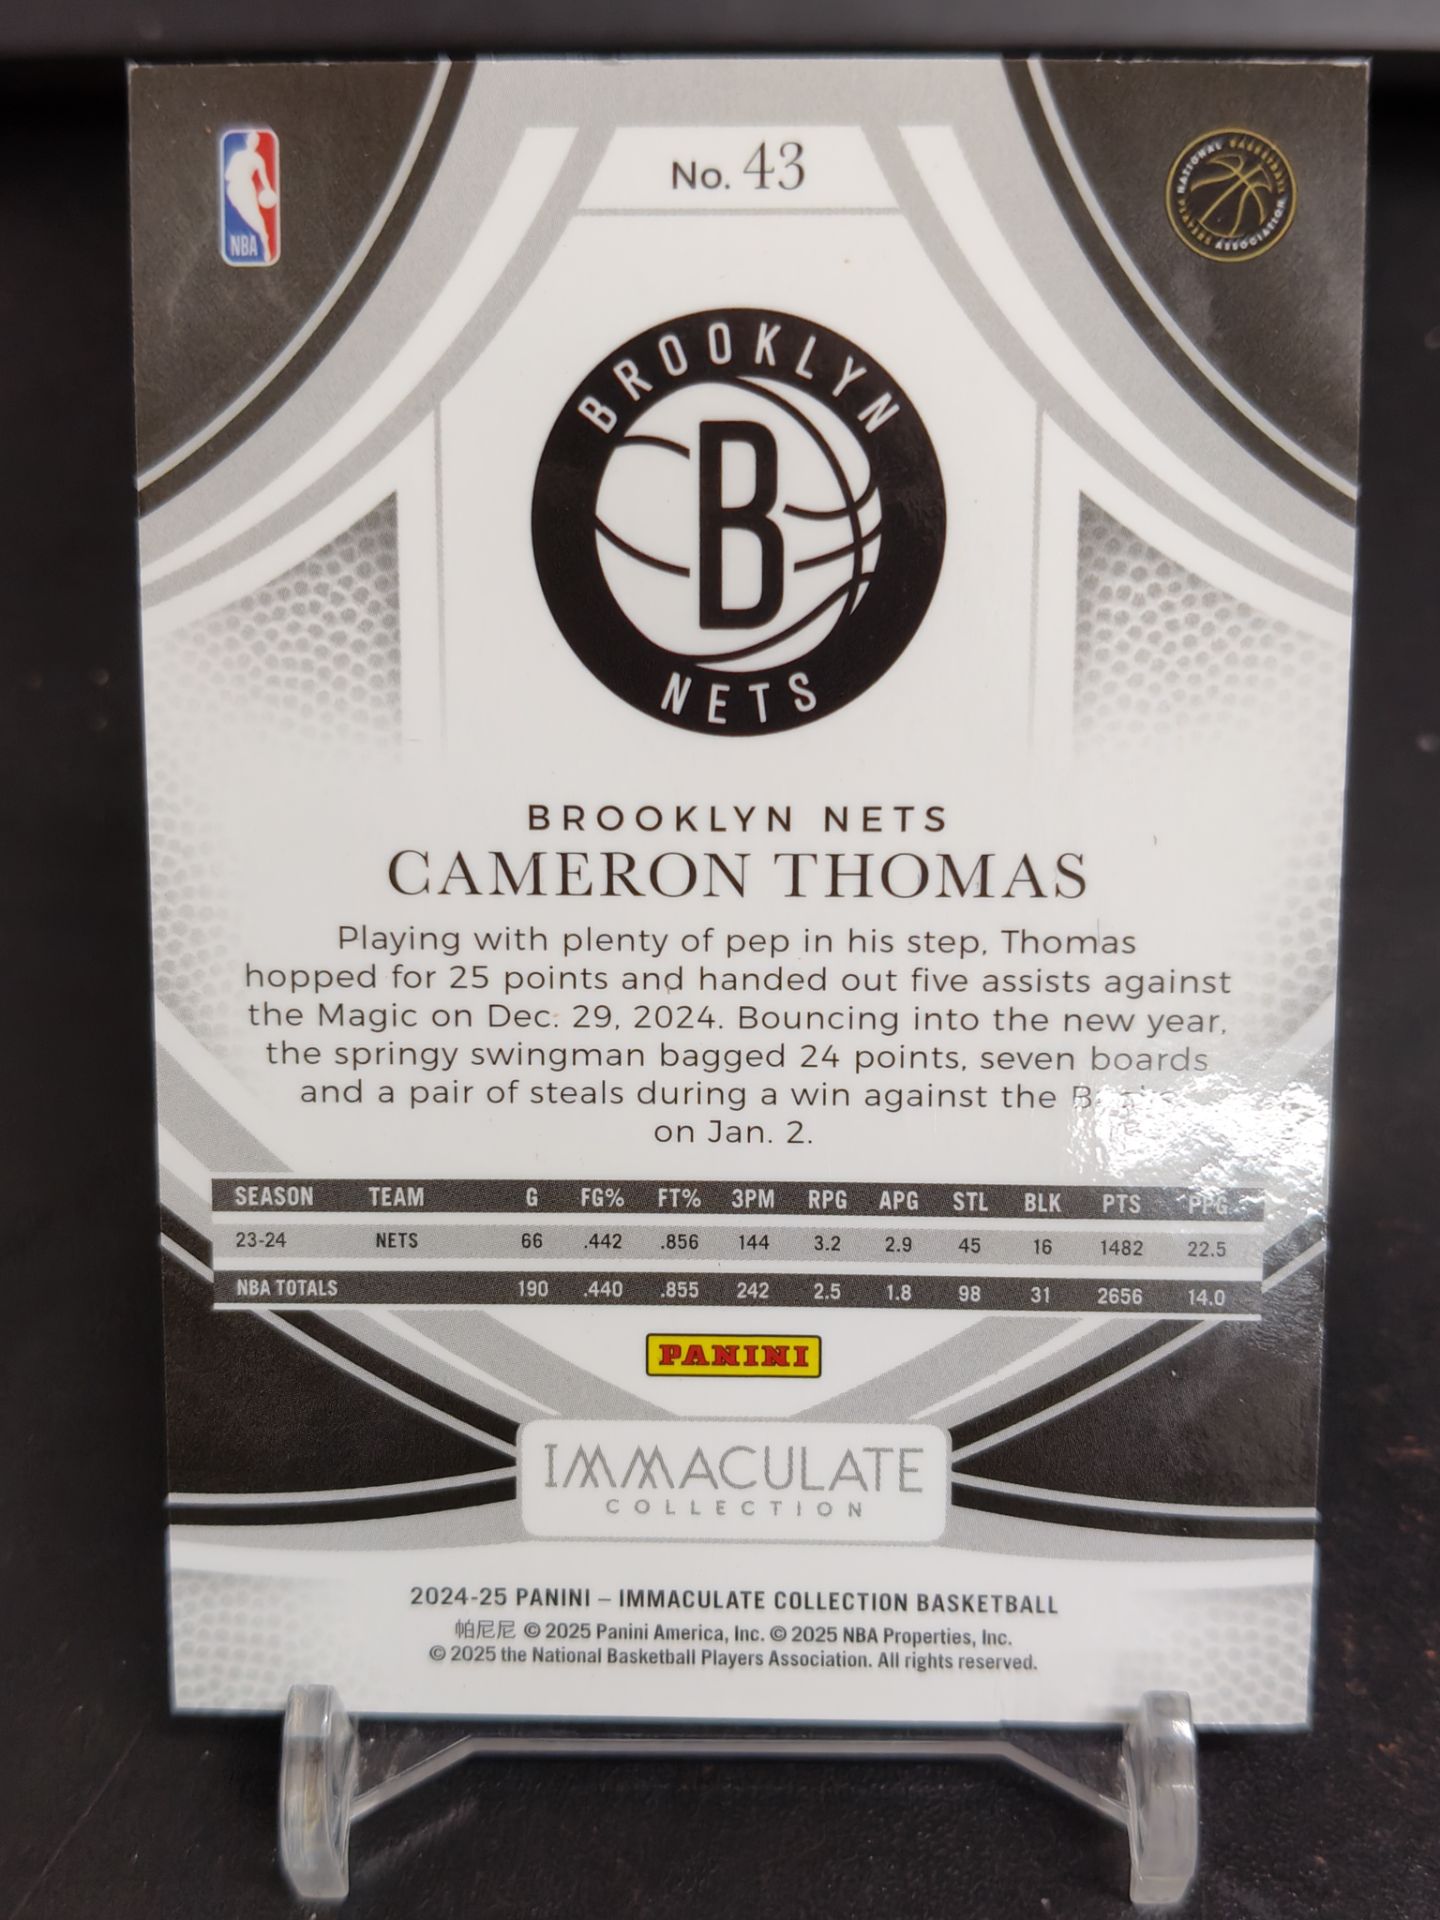 NBA
No. 43
NATIONAL BASKETBALL PLAYERS ASSOCIATION
BROOKLYN
B
NETS
BROOKLYN NETS
CAMERON THOMAS
Playing with plenty of pep in his step, Thomas
hopped for 25 points and handed out five assists against
the Magic on Dec. 29, 2024. Bouncing into the new year,
the springy swingman bagged 24 points, seven boards
and a pair of steals during a win against the
on Jan. 2.
SEASON TEAM G FG% FT% 3PM RPG APG STL BLK PTS PPG
23-24 NETS 66 .442 .856 144 3.2 2.9 45 16 1482 22.5
NBA TOTALS 190 .440 .855 242 2.5 1.8 98 31 2656 14.0
PANINI
IMMACULATE
COLLECTION
2024-25 PANINI – IMMACULATE COLLECTION BASKETBALL
帕尼尼 © 2025 Panini America, Inc. © 2025 NBA Properties, Inc.
© 2025 the National Basketball Players Association. All rights reserved.